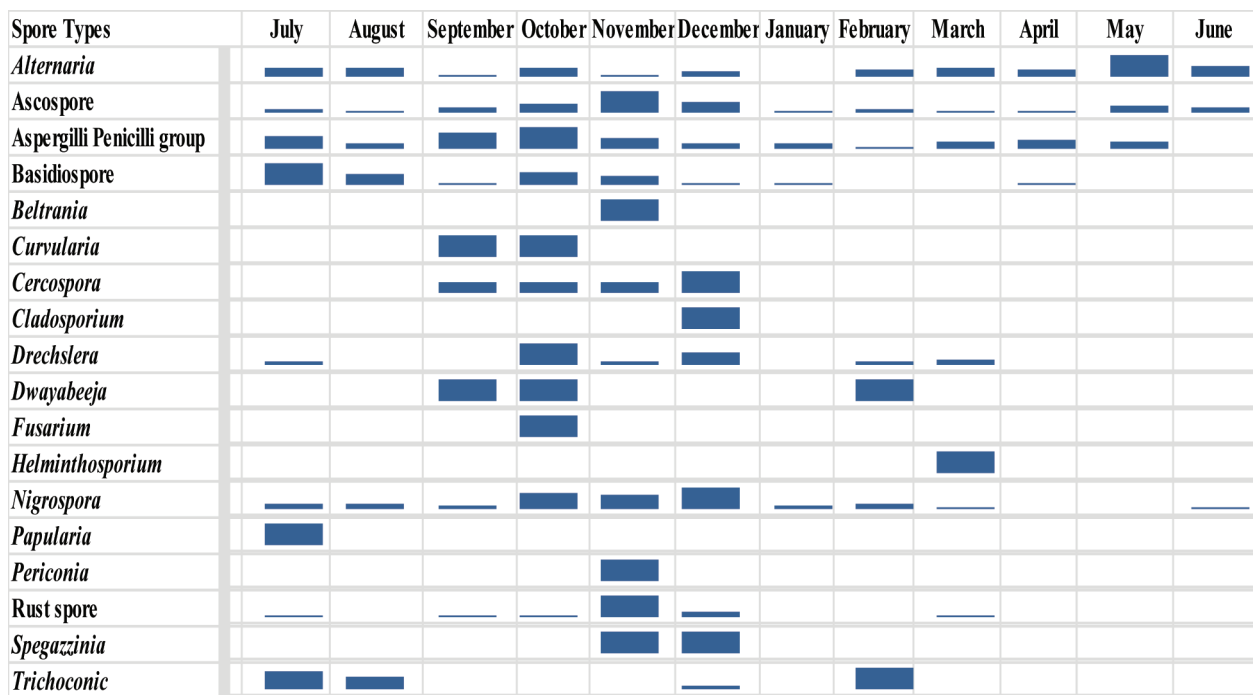 Spore Types July August September October November December January February March April May June
Alternaria
Ascospore
Aspergilli Penicilli group
Basidiospore
Beltrania
Curvularia
Cercospora
Cladosporium
Drechslera
Dwayabeeja
Fusarium
Helminthosporium
Nigrospora
Papularia
Periconia
Rust spore
Spegazzinia
Trichoconic